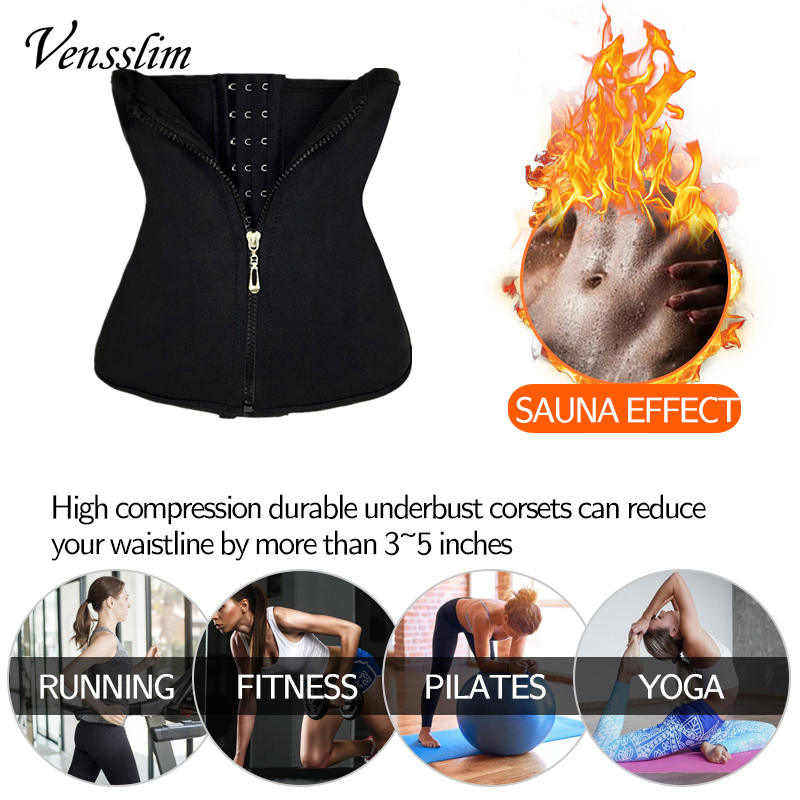 Vensslim
SAUNA EFFECT
High compression durable underbust corsets can reduce
your waistline by more than 3~5 inches
RUNNING
FITNESS
PILATES
YOGA